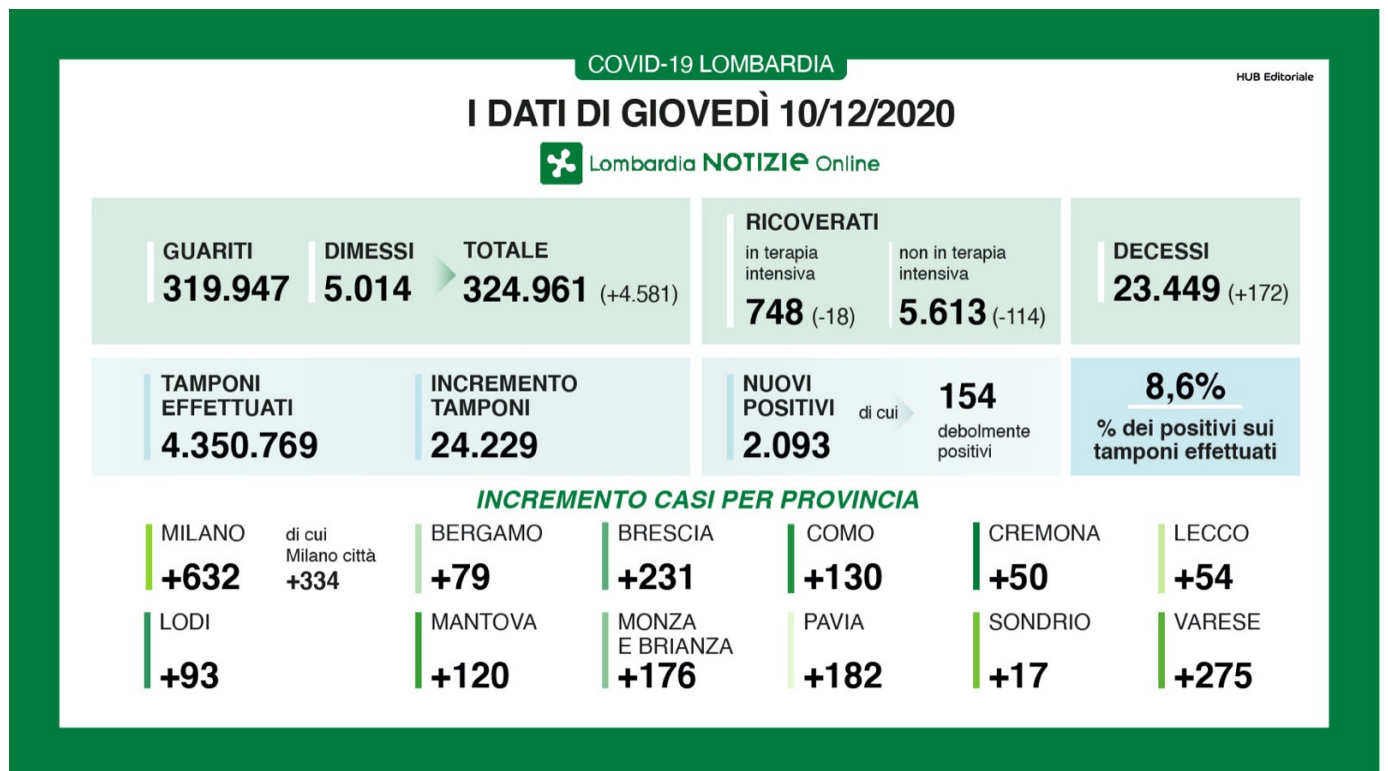 COVID-19 LOMBARDIA
HUB Editoriale
I DATI DI GIOVEDÌ 10/12/2020
Lombardia NOTIZIE Online
GUARITI
319.947
DIMESSI
5.014
TOTALE
324.961 (+4.581)
RICOVERATI
in terapia
intensiva
748 (-18)
non in terapia
intensiva
5.613 (-114)
DECESSI
23.449 (+172)
TAMPONI
EFFETTUATI
4.350.769
INCREMENTO
TAMPONI
24.229
NUOVI
POSITIVI
2.093
di cui
154
debolmente
positivi
8,6%
% dei positivi sui
tamponi effettuati
INCREMENTO CASI PER PROVINCIA
MILANO
+632
di cui
Milano città
+334
BERGAMO
+79
BRESCIA
+231
COMO
+130
CREMONA
+50
LECCO
+54
LODI
+93
MANTOVA
+120
MONZA
E BRIANZA
+176
PAVIA
+182
SONDRIO
+17
VARESE
+275